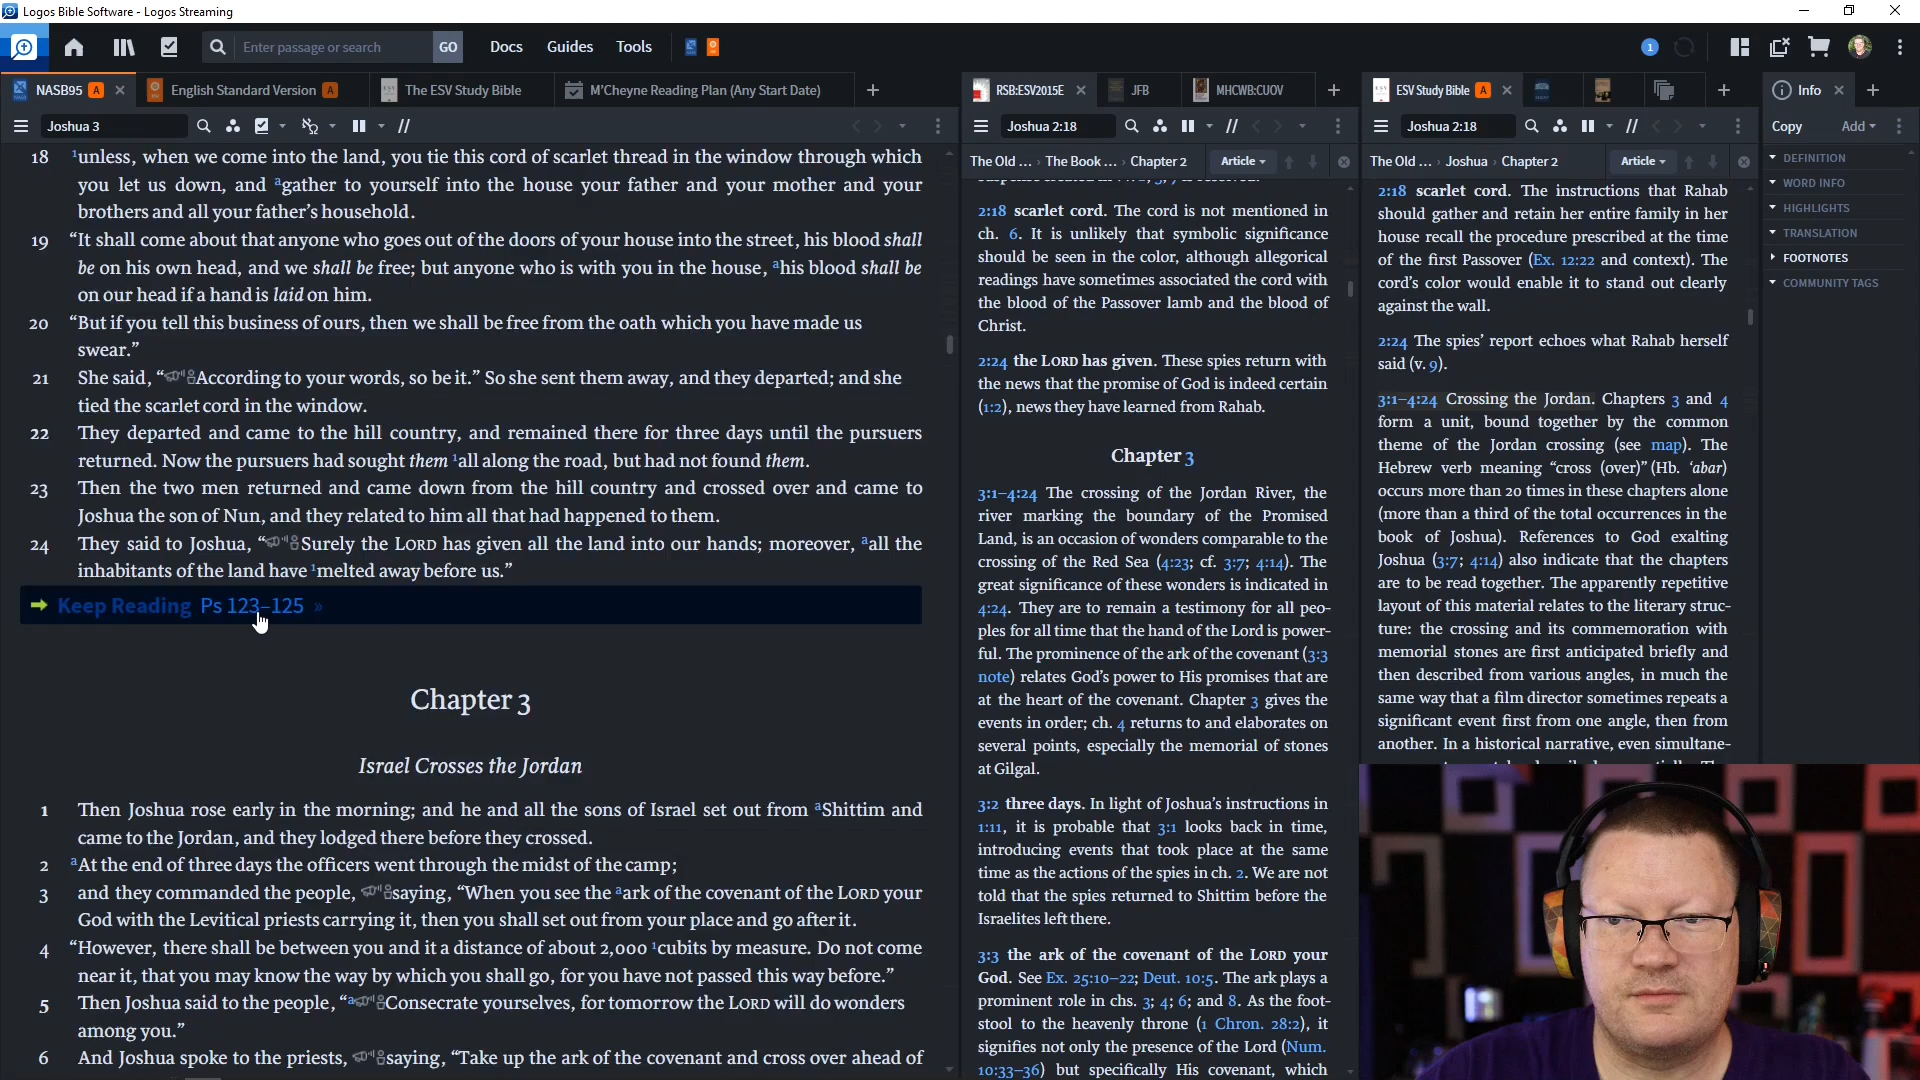 Logos Bible Software - Logos Streaming
Enter passage or search
GO
Docs
Guides
Tools
1
NASB95 A
English Standard Version A
The ESV Study Bible
M'Cheyne Reading Plan (Any Start Date)
Joshua 3
18 ¹unless, when we come into the land, you tie this cord of scarlet thread in the window through which
you let us down, and ᵃgather to yourself into the house your father and your mother and your
brothers and all your father's household.
19 “It shall come about that anyone who goes out of the doors of your house into the street, his blood shall
be on his own head, and we shall be free; but anyone who is with you in the house, ᵃhis blood shall be
on our head if a hand is laid on him.
20 “But if you tell this business of ours, then we shall be free from the oath which you have made us
swear.”
21 She said, “According to your words, so be it.” So she sent them away, and they departed; and she
tied the scarlet cord in the window.
22 They departed and came to the hill country, and remained there for three days until the pursuers
returned. Now the pursuers had sought them ¹all along the road, but had not found them.
23 Then the two men returned and came down from the hill country and crossed over and came to
Joshua the son of Nun, and they related to him all that had happened to them.
24 They said to Joshua, “Surely the LORD has given all the land into our hands; moreover, ᵃall the
inhabitants of the land have ¹melted away before us.”
Keep Reading Ps 123–125 »
Chapter 3
Israel Crosses the Jordan
1 Then Joshua rose early in the morning; and he and all the sons of Israel set out from ᵃShittim and
came to the Jordan, and they lodged there before they crossed.
2 ᵃAt the end of three days the officers went through the midst of the camp;
3 and they commanded the people, saying, “When you see the ᵃark of the covenant of the LORD your
God with the Levitical priests carrying it, then you shall set out from your place and go after it.
4 “However, there shall be between you and it a distance of about 2,000 ¹cubits by measure. Do not come
near it, that you may know the way by which you shall go, for you have not passed this way before.”
5 Then Joshua said to the people, “ᵃConsecrate yourselves, for tomorrow the LORD will do wonders
among you.”
6 And Joshua spoke to the priests, saying, “Take up the ark of the covenant and cross over ahead of
RSB:ESV2015E
JFB
MHCWB:CUOV
Joshua 2:18
The Old ... › The Book ... › Chapter 2
Article
2:18 scarlet cord. The cord is not mentioned in
ch. 6. It is unlikely that symbolic significance
should be seen in the color, although allegorical
readings have sometimes associated the cord with
the blood of the Passover lamb and the blood of
Christ.
2:24 the LORD has given. These spies return with
the news that the promise of God is indeed certain
(1:2), news they have learned from Rahab.
Chapter 3
3:1–4:24 The crossing of the Jordan River, the
river marking the boundary of the Promised
Land, is an occasion of wonders comparable to the
crossing of the Red Sea (4:23; cf. 3:7; 4:14). The
great significance of these wonders is indicated in
4:24. They are to remain a testimony for all peo-
ples for all time that the hand of the Lord is power-
ful. The prominence of the ark of the covenant (3:3
note) relates God's power to His promises that are
at the heart of the covenant. Chapter 3 gives the
events in order; ch. 4 returns to and elaborates on
several points, especially the memorial of stones
at Gilgal.
3:2 three days. In light of Joshua's instructions in
1:11, it is probable that 3:1 looks back in time,
introducing events that took place at the same
time as the actions of the spies in ch. 2. We are not
told that the spies returned to Shittim before the
Israelites left there.
3:3 the ark of the covenant of the LORD your
God. See Ex. 25:10–22; Deut. 10:5. The ark plays a
prominent role in chs. 3; 4; 6; and 8. As the foot-
stool to the heavenly throne (1 Chron. 28:2), it
signifies not only the presence of the Lord (Num.
10:33–36) but specifically His covenant, which
ESV Study Bible A
Joshua 2:18
The Old ... › Joshua › Chapter 2
Article
2:18 scarlet cord. The instructions that Rahab
should gather and retain her entire family in her
house recall the procedure prescribed at the time
of the first Passover (Ex. 12:22 and context). The
cord's color would enable it to stand out clearly
against the wall.
2:24 The spies' report echoes what Rahab herself
said (v. 9).
3:1–4:24 Crossing the Jordan. Chapters 3 and 4
form a unit, bound together by the common
theme of the Jordan crossing (see map). The
Hebrew verb meaning “cross (over)” (Hb. ‘abar)
occurs more than 20 times in these chapters alone
(more than a third of the total occurrences in the
book of Joshua). References to God exalting
Joshua (3:7; 4:14) also indicate that the chapters
are to be read together. The apparently repetitive
layout of this material relates to the literary struc-
ture: the crossing and its commemoration with
memorial stones are first anticipated briefly and
then described from various angles, in much the
same way that a film director sometimes repeats a
significant event first from one angle, then from
another. In a historical narrative, even simultane-
Info
Copy
Add
DEFINITION
WORD INFO
HIGHLIGHTS
TRANSLATION
FOOTNOTES
COMMUNITY TAGS